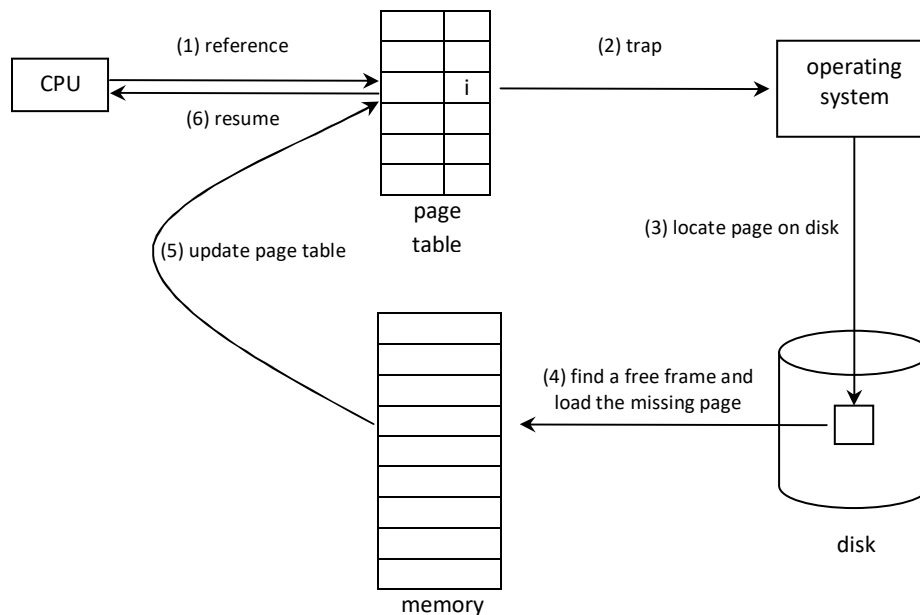 (1) reference
(2) trap
CPU
i
operating
system
(6) resume
page
table
(3) locate page on disk
(5) update page table
(4) find a free frame and
load the missing page
disk
memory